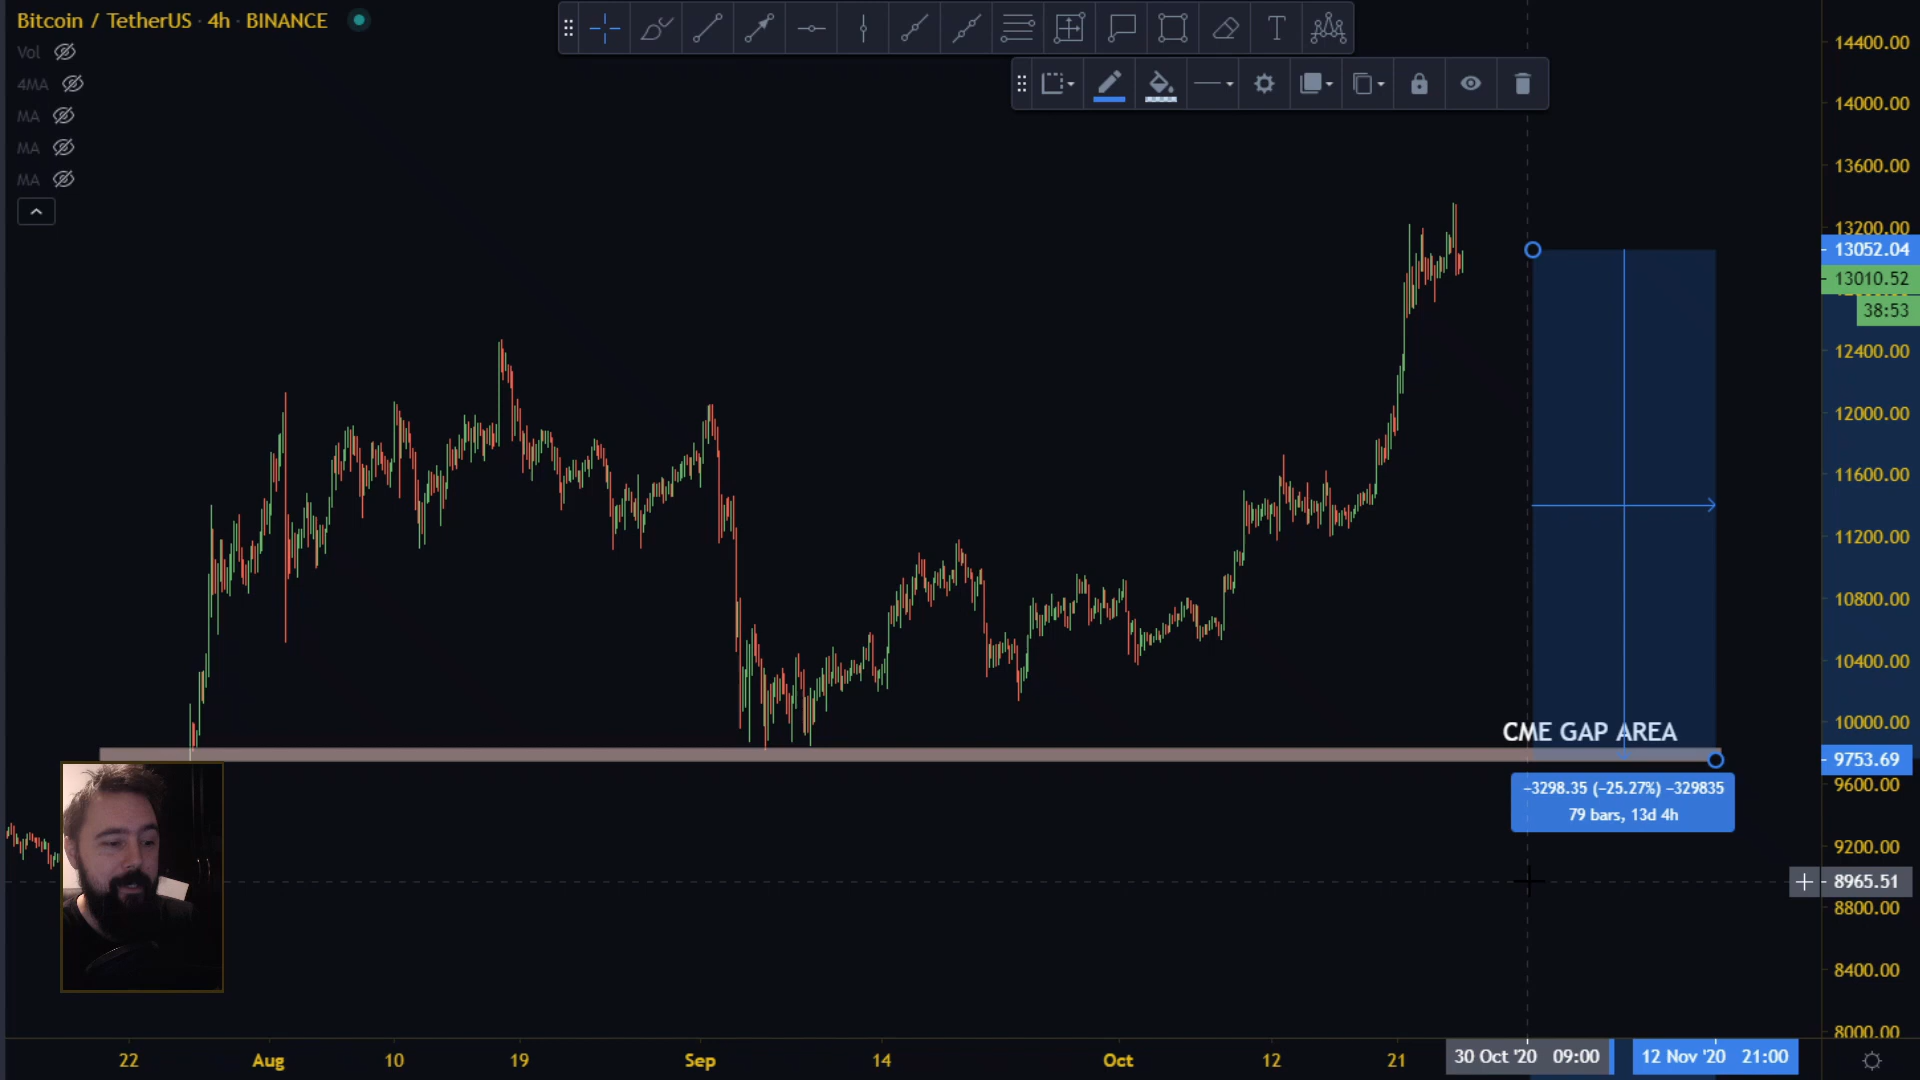 Bitcoin / TetherUS · 4h · BINANCE
Vol
4MA
MA
MA
MA
T
14400.00
14000.00
13600.00
13200.00
13052.04
13010.52
38:53
12400.00
12000.00
11600.00
11200.00
10800.00
10400.00
10000.00
CME GAP AREA
9753.69
9600.00
−3298.35 (−25.27%) −329835
79 bars, 13d 4h
9200.00
8965.51
8800.00
8400.00
8000.00
22 Aug 10 19 Sep 14 Oct 12 21 30 Oct '20 09:00 12 Nov '20 21:00